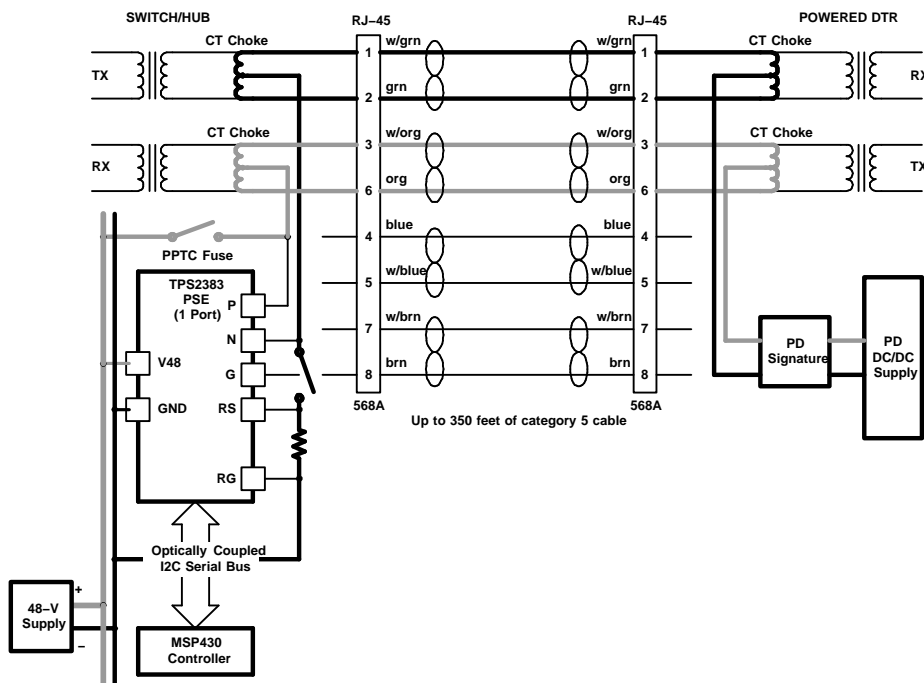 SWITCH/HUB
RJ–45
RJ–45
POWERED DTR
CT Choke
w/grn
w/grn
CT Choke
1
1
TX
RX
grn
grn
2
2
CT Choke
w/org
w/org
CT Choke
3
3
RX
TX
org
org
6
6
blue
blue
4
4
PPTC Fuse
w/blue
w/blue
5
5
TPS2383
PSE
(1 Port)
P
w/brn
w/brn
7
7
N
V48
G
brn
brn
8
8
PD
Signature
PD
DC/DC
Supply
GND
RS
568A
568A
Up to 350 feet of category 5 cable
RG
Optically Coupled
I2C Serial Bus
+
48–V
Supply
–
MSP430
Controller